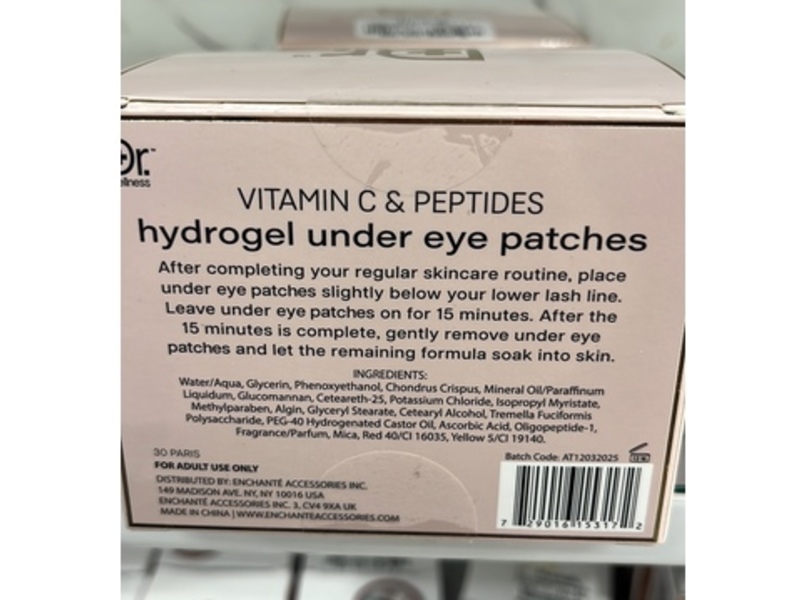 Dr.
VITAMIN C & PEPTIDES
hydrogel under eye patches
After completing your regular skincare routine, place
under eye patches slightly below your lower lash line.
Leave under eye patches on for 15 minutes. After the
15 minutes is complete, gently remove under eye
patches and let the remaining formula soak into skin.
INGREDIENTS:
Water/Aqua, Glycerin, Phenoxyethanol, Chondrus Crispus, Mineral Oil/Paraffinum
Liquidum, Glucomannan, Ceteareth-25, Potassium Chloride, Isopropyl Myristate,
Methylparaben, Algin, Glyceryl Stearate, Cetearyl Alcohol, Tremella Fuciformis
Polysaccharide, PEG-40 Hydrogenated Castor Oil, Ascorbic Acid, Oligopeptide-1,
Fragrance/Parfum, Mica, Red 40/CI 16035, Yellow 5/CI 19140.
30 PARIS
FOR ADULT USE ONLY
Batch Code: AT12032025
DISTRIBUTED BY: ENCHANTÉ ACCESSORIES INC.
149 MADISON AVE. NY, NY 10016 USA
ENCHANTÉ ACCESSORIES INC. 3, CV4 9XA UK
MADE IN CHINA | WWW.ENCHANTEACCESSORIES.COM
7 29016 15317 2